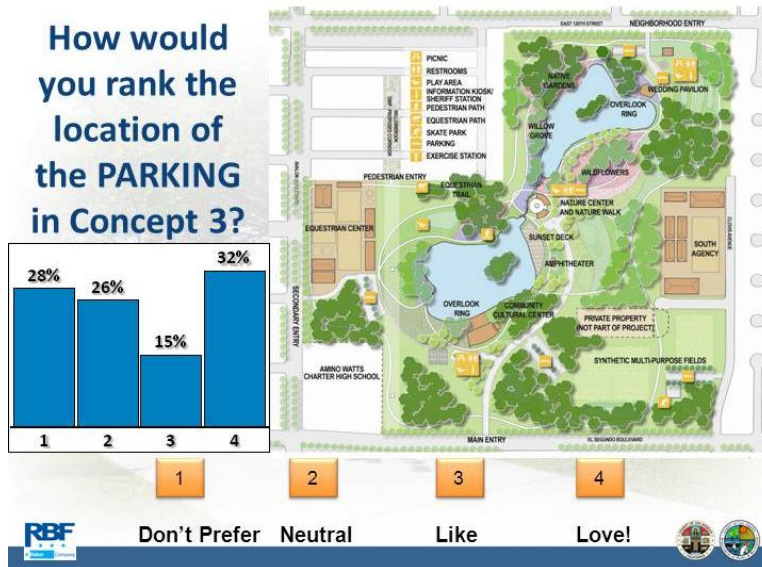 How would
you rank the
location of
the PARKING
in Concept 3?
28%
26%
15%
32%
1
2
3
4
EAST 120TH STREET
NEIGHBORHOOD ENTRY
PICNIC
RESTROOMS
PLAY AREA
INFORMATION KIOSK/
SHERIFF STATION
PEDESTRIAN PATH
EQUESTRIAN PATH
SKATE PARK
PARKING
EXERCISE STATION
NATIVE
GARDENS
WEDDING PAVILION
OVERLOOK
RING
WILLOW
GROVE
WILDFLOWERS
PEDESTRIAN ENTRY
EQUESTRIAN
TRAIL
NATURE CENTER
AND NATURE WALK
EQUESTRIAN CENTER
SUNSET DECK
AMPHITHEATER
SOUTH
AGENCY
SECONDARY ENTRY
OVERLOOK
RING
COMMUNITY
CULTURAL CENTER
PRIVATE PROPERTY
(NOT PART OF PROJECT)
SYNTHETIC MULTI-PURPOSE FIELDS
AMINO WATTS
CHARTER HIGH SCHOOL
MAIN ENTRY
EL SEGUNDO BOULEVARD
1
2
3
4
Don't Prefer
Neutral
Like
Love!
RBF
Company